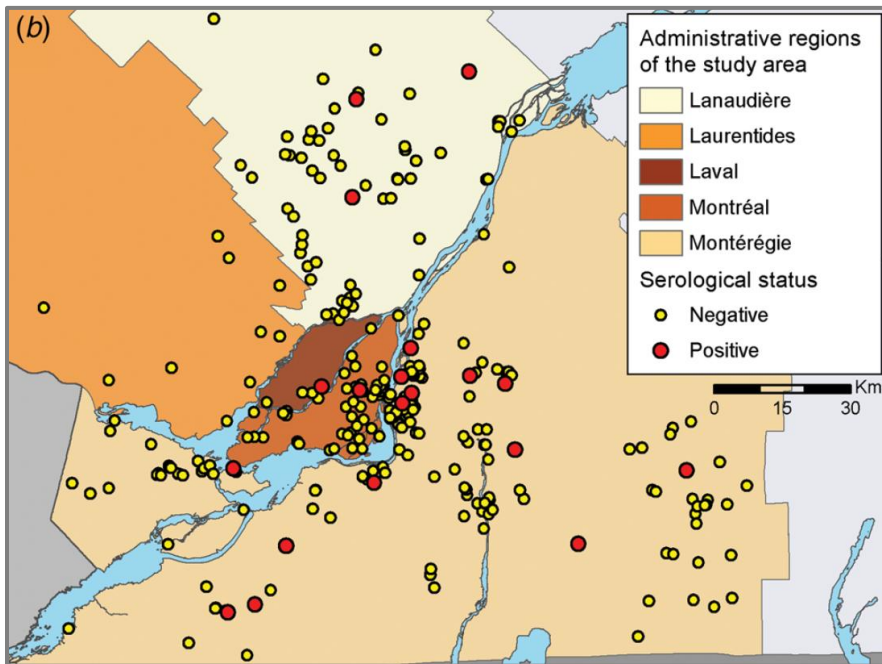 (b)
Administrative regions
of the study area
Lanaudière
Laurentides
Laval
Montréal
Montérégie
Serological status
Negative
Positive
Km
0 15 30